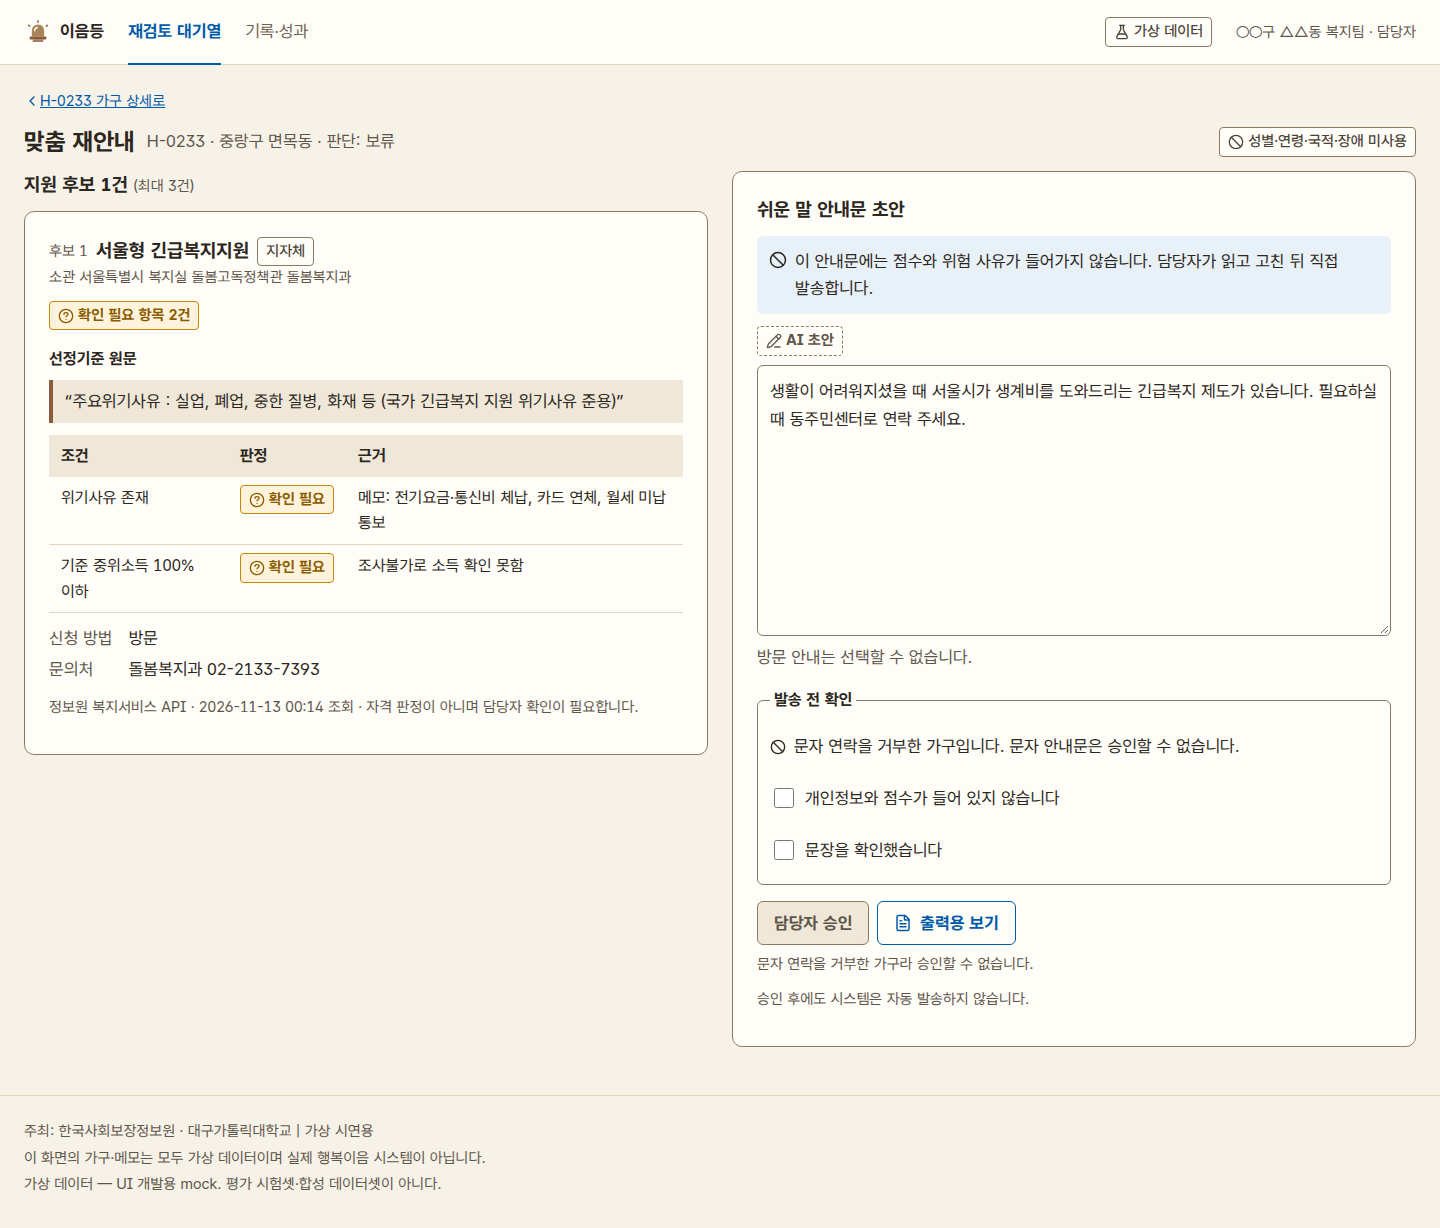 이음등
재검토 대기열
기록·성과
가상 데이터
○○구 △△동 복지팀 · 담당자
H-0233 가구 상세로
맞춤 재안내 H-0233 · 중랑구 면목동 · 판단: 보류
성별·연령·국적·장애 미사용
지원 후보 1건 (최대 3건)
후보 1 서울형 긴급복지지원 지자체
소관 서울특별시 복지실 돌봄고독정책관 돌봄복지과
확인 필요 항목 2건
선정기준 원문
“주요위기사유 : 실업, 폐업, 중한 질병, 화재 등 (국가 긴급복지 지원 위기사유 준용)”
조건 판정 근거
위기사유 존재 확인 필요 메모: 전기요금·통신비 체납, 카드 연체, 월세 미납
통보
기준 중위소득 100% 확인 필요 조사불가로 소득 확인 못함
이하
신청 방법 방문
문의처 돌봄복지과 02-2133-7393
정보원 복지서비스 API · 2026-11-13 00:14 조회 · 자격 판정이 아니며 담당자 확인이 필요합니다.
쉬운 말 안내문 초안
이 안내문에는 점수와 위험 사유가 들어가지 않습니다. 담당자가 읽고 고친 뒤 직접
발송합니다.
AI 초안
생활이 어려워지셨을 때 서울시가 생계비를 도와드리는 긴급복지 제도가 있습니다. 필요하실
때 동주민센터로 연락 주세요.
방문 안내는 선택할 수 없습니다.
발송 전 확인
문자 연락을 거부한 가구입니다. 문자 안내문은 승인할 수 없습니다.
개인정보와 점수가 들어 있지 않습니다
문장을 확인했습니다
담당자 승인
출력용 보기
문자 연락을 거부한 가구라 승인할 수 없습니다.
승인 후에도 시스템은 자동 발송하지 않습니다.
주최: 한국사회보장정보원 · 대구가톨릭대학교 | 가상 시연용
이 화면의 가구·메모는 모두 가상 데이터이며 실제 행복이음 시스템이 아닙니다.
가상 데이터 — UI 개발용 mock. 평가 시험셋·합성 데이터셋이 아니다.